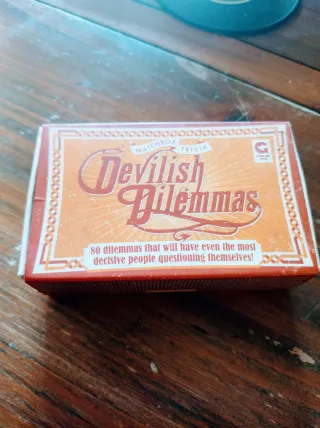 MATCHBOX TRIVIA
Devilish
Dilemmas
80 dilemmas that will have even the most
decisive people questioning themselves!